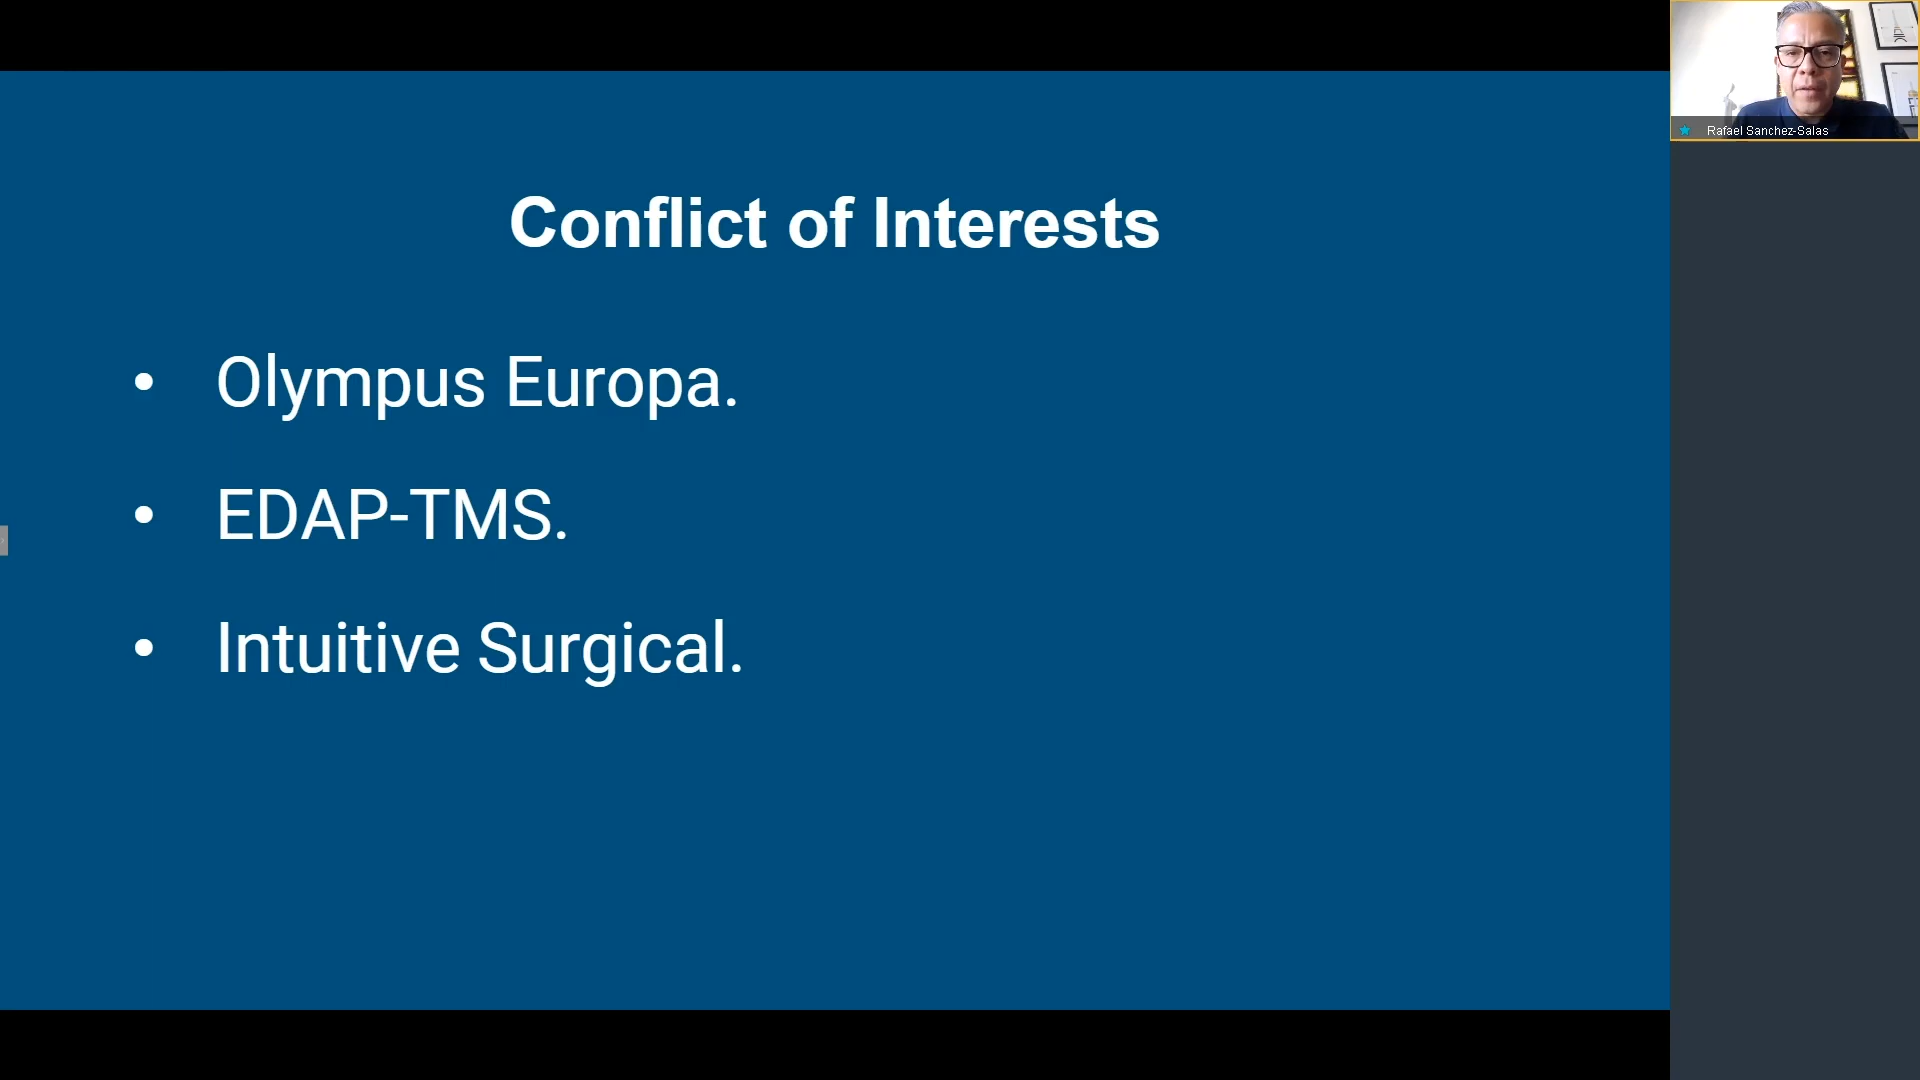 Conflict of Interests
• Olympus Europa.
• EDAP-TMS.
• Intuitive Surgical.
Rafael Sanchez-Salas